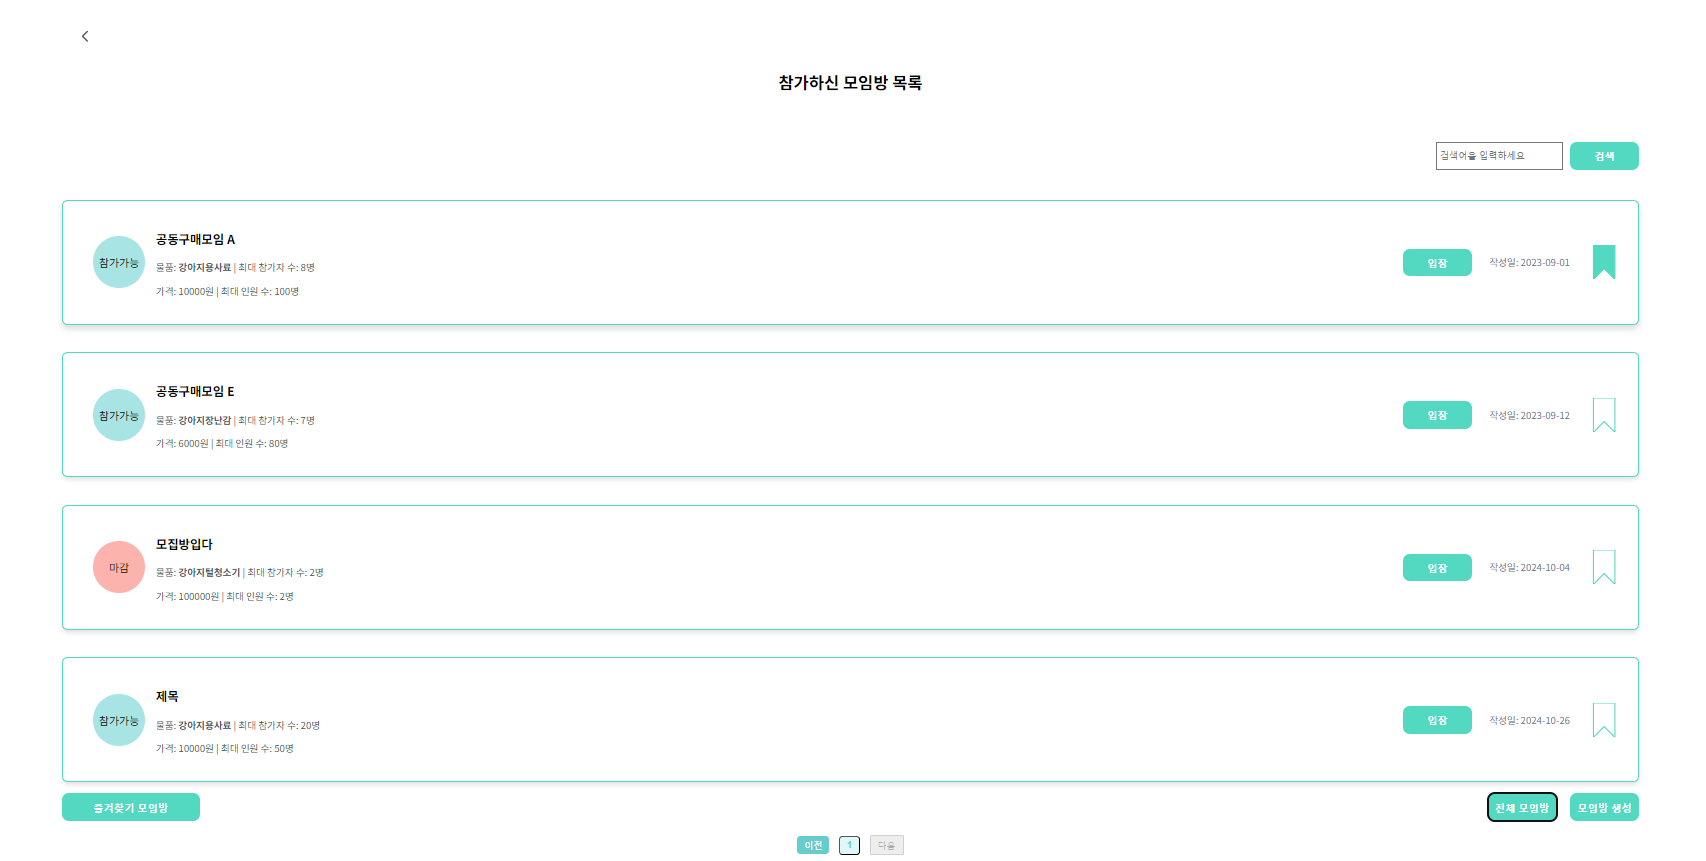 참가하신 모임방 목록
검색어을 입력하세요
검색
참가가능
공동구매모임 A
물품: 강아지용사료 | 최대 참가자 수: 8명
가격: 10000원 | 최대 인원 수: 100명
입장
작성일: 2023-09-01
참가가능
공동구매모임 E
물품: 강아지장난감 | 최대 참가자 수: 7명
가격: 6000원 | 최대 인원 수: 80명
입장
작성일: 2023-09-12
마감
모집방입다
물품: 강아지털청소기 | 최대 참가자 수: 2명
가격: 100000원 | 최대 인원 수: 2명
입장
작성일: 2024-10-04
참가가능
제목
물품: 강아지용사료 | 최대 참가자 수: 20명
가격: 10000원 | 최대 인원 수: 50명
입장
작성일: 2024-10-26
즐겨찾기 모임방
전체 모임방
모임방 생성
이전
1
다음